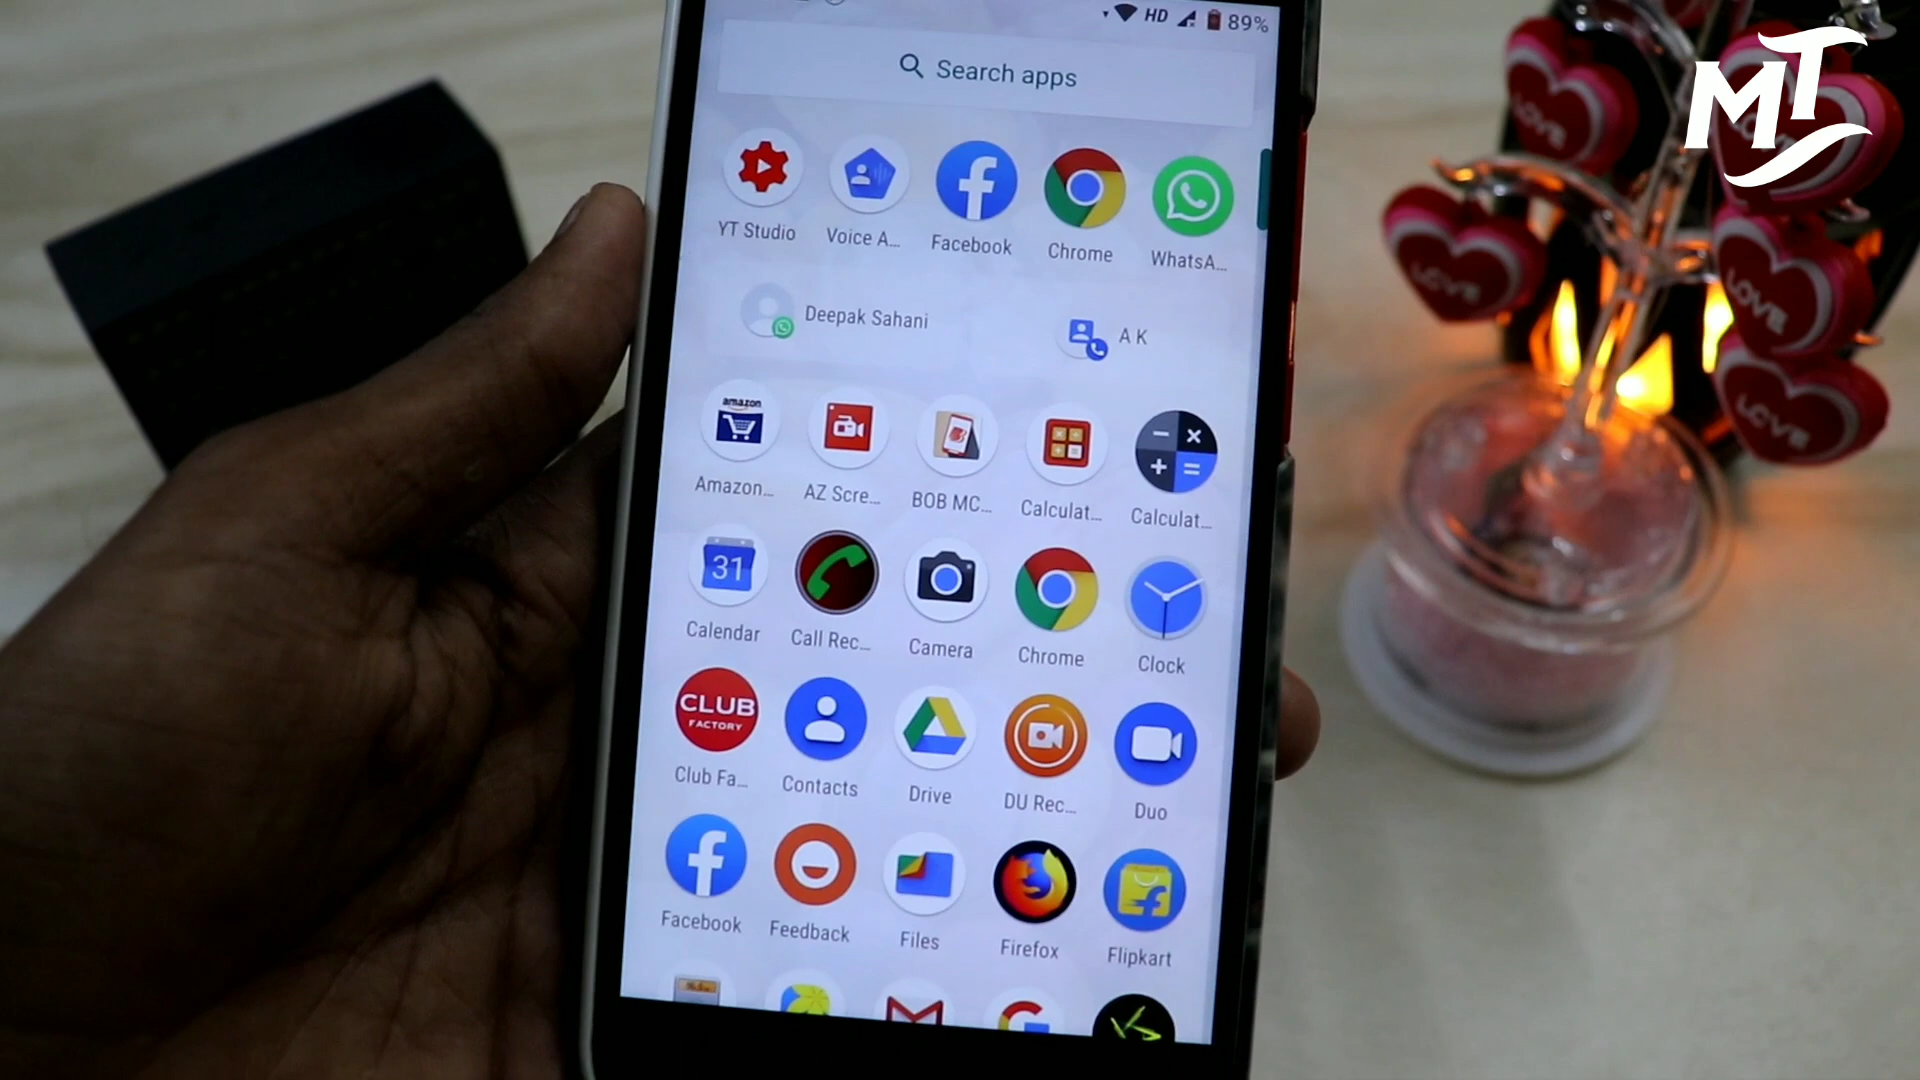 HD 89%
MT
Search apps
YT Studio Voice A... Facebook Chrome WhatsA...
Deepak Sahani A K
amazon
Amazon... AZ Scre... BOB MC... Calculat... Calculat...
31
Calendar Call Rec... Camera Chrome Clock
CLUB
FACTORY
Club Fa... Contacts Drive DU Rec... Duo
Facebook Feedback Files Firefox Flipkart
LOVE
LOVE
LOVE
LOVE
LOVE